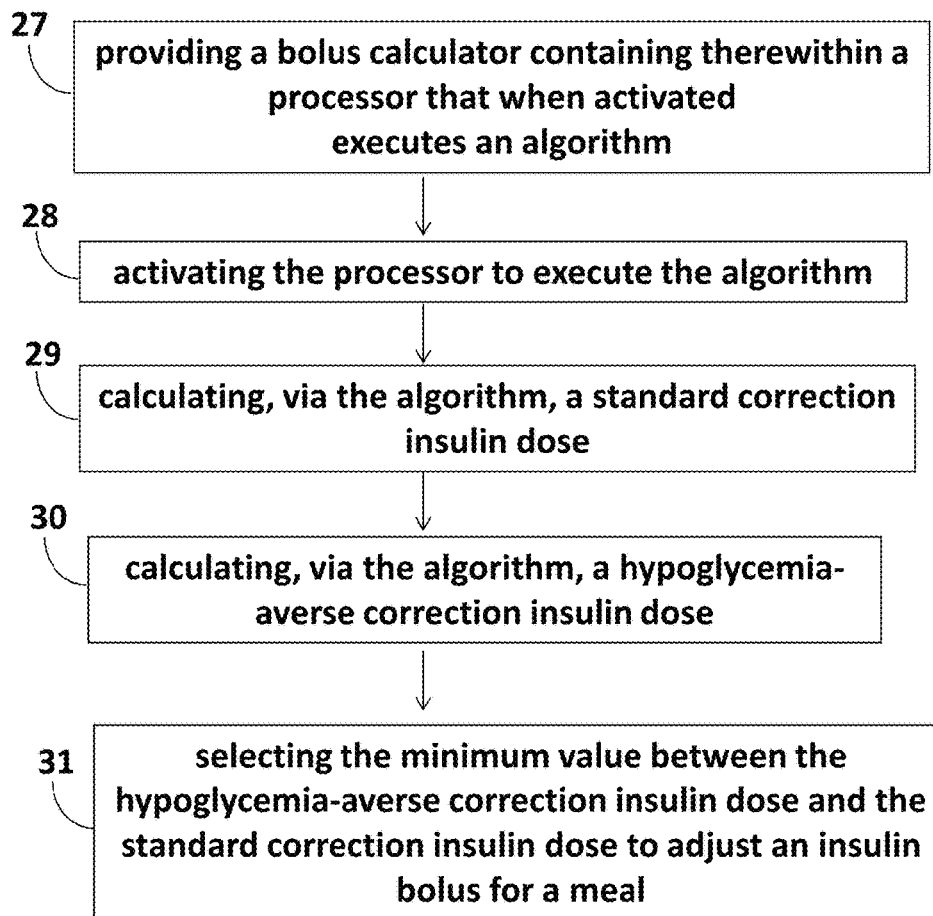 27
providing a bolus calculator containing therewithin a
processor that when activated
executes an algorithm
28
activating the processor to execute the algorithm
29
calculating, via the algorithm, a standard correction
insulin dose
30
calculating, via the algorithm, a hypoglycemia-
averse correction insulin dose
31
selecting the minimum value between the
hypoglycemia-averse correction insulin dose and the
standard correction insulin dose to adjust an insulin
bolus for a meal